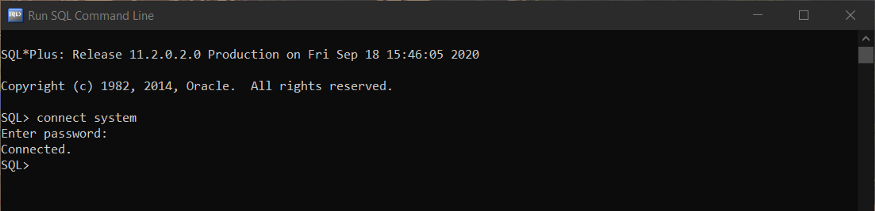 Run SQL Command Line
SQL*Plus: Release 11.2.0.2.0 Production on Fri Sep 18 15:46:05 2020
Copyright (c) 1982, 2014, Oracle.  All rights reserved.
SQL> connect system
Enter password:
Connected.
SQL>